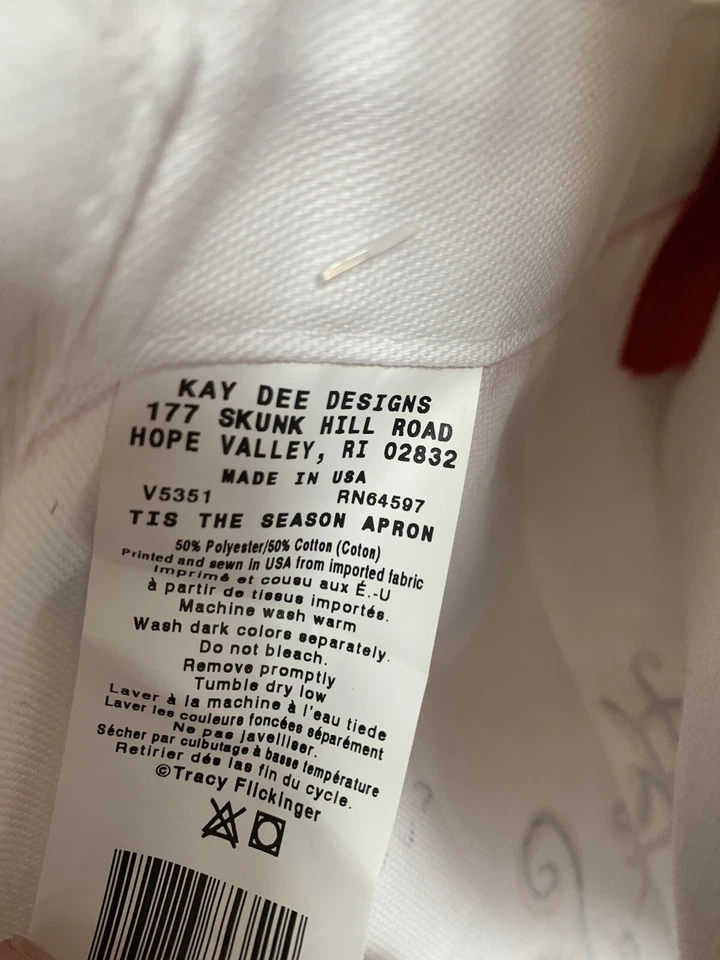 KAY DEE DESIGNS
177 SKUNK HILL ROAD
HOPE VALLEY, RI 02832
MADE IN USA
V5351 RN64597
TIS THE SEASON APRON
50% Polyester/50% Cotton (Coton)
Printed and sewn in USA from imported fabric
Imprimé et cousu aux É.-U
à partir de tissus importés.
Machine wash warm
Wash dark colors separately.
Do not bleach.
Remove promptly
Tumble dry low
Laver à la machine à l'eau tiede
Laver les couleurs foncées séparément
Ne pas javelliser.
Sécher par culbutage à basse température
Retirier dés las fin du cycle.
©Tracy Flickinger